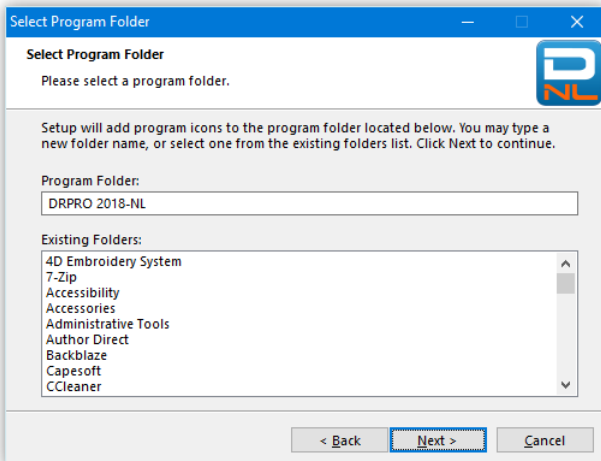 Select Program Folder
Select Program Folder
Please select a program folder.
D
NL
Setup will add program icons to the program folder located below. You may type a
new folder name, or select one from the existing folders list. Click Next to continue.
Program Folder:
DRPRO 2018-NL
Existing Folders:
4D Embroidery System
7-Zip
Accessibility
Accessories
Administrative Tools
Author Direct
Backblaze
Capesoft
CCleaner
< Back Next > Cancel